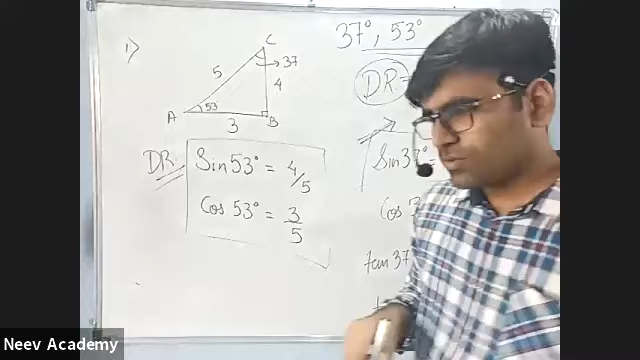 1)
37°, 53°
C
37
5
4
A
53
B
3
DR
DR
Sin 53° = 4/5
Cos 53° = 3/5
Sin 37° =
Cos
tan 37
Neev Academy